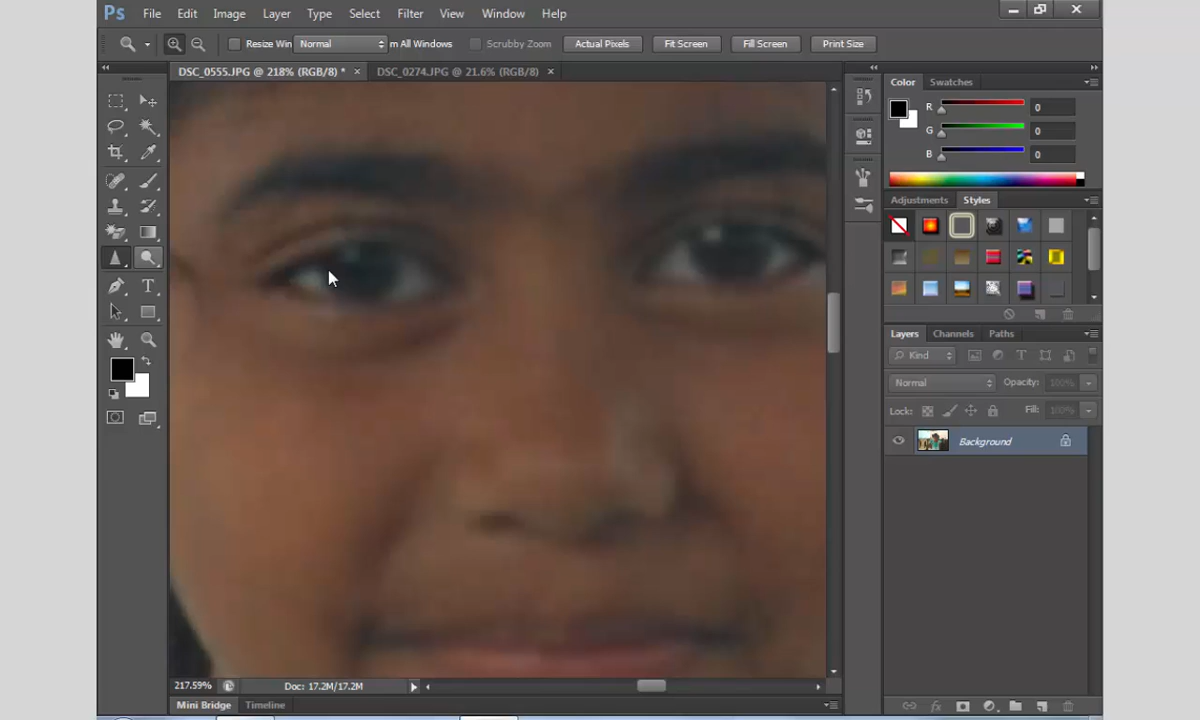 Ps File Edit Image Layer Type Select Filter View Window Help
Resize Win Normal m All Windows Scrubby Zoom Actual Pixels Fit Screen Fill Screen Print Size
DSC_0555.JPG @ 218% (RGB/8) * × DSC_0274.JPG @ 21.6% (RGB/8) ×
Color Swatches
R 0
G 0
B 0
Adjustments Styles
Layers Channels Paths
Kind
Normal Opacity: 100%
Lock: Fill: 100%
Background
217.59% Doc: 17.2M/17.2M
Mini Bridge Timeline